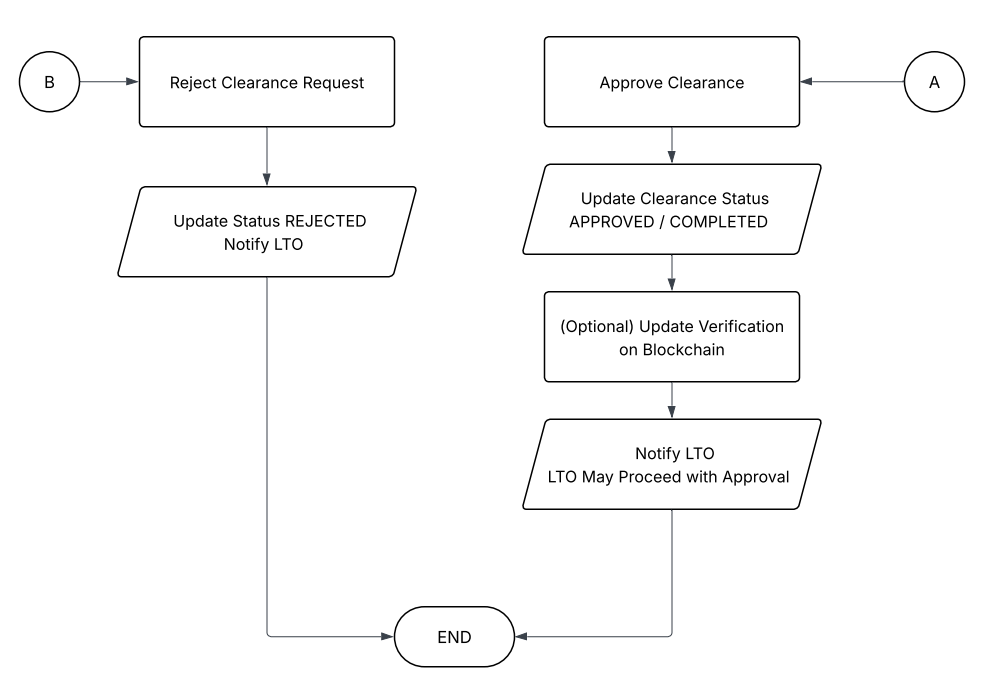 B
Reject Clearance Request
Approve Clearance
A
Update Status REJECTED
Notify LTO
Update Clearance Status
APPROVED / COMPLETED
(Optional) Update Verification
on Blockchain
Notify LTO
LTO May Proceed with Approval
END